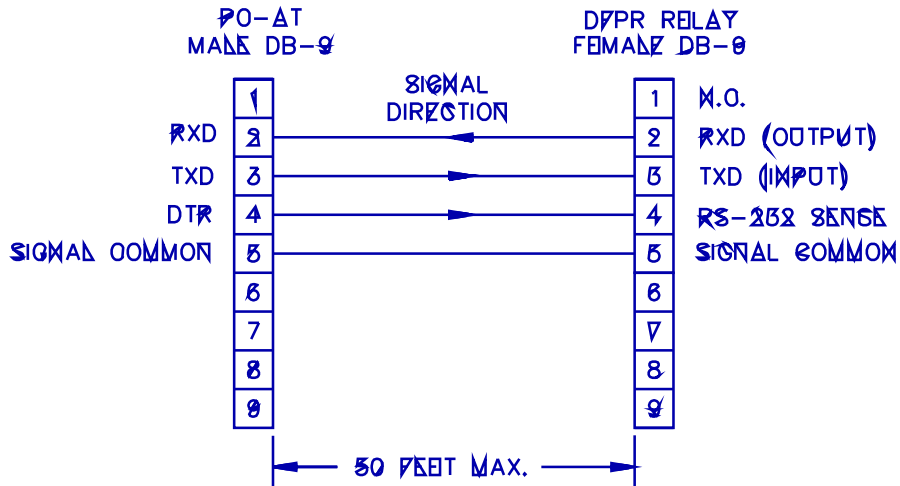 PC-AT
MALE DB-9
DFPR RELAY
FEMALE DB-9
SIGNAL
DIRECTION
1
1 N.C.
RXD 2
2 RXD (OUTPUT)
TXD 3
3 TXD (INPUT)
DTR 4
4 RS-232 SENSE
SIGNAL COMMON 5
5 SIGNAL COMMON
6
6
7
7
8
8
9
9
50 FEET MAX.